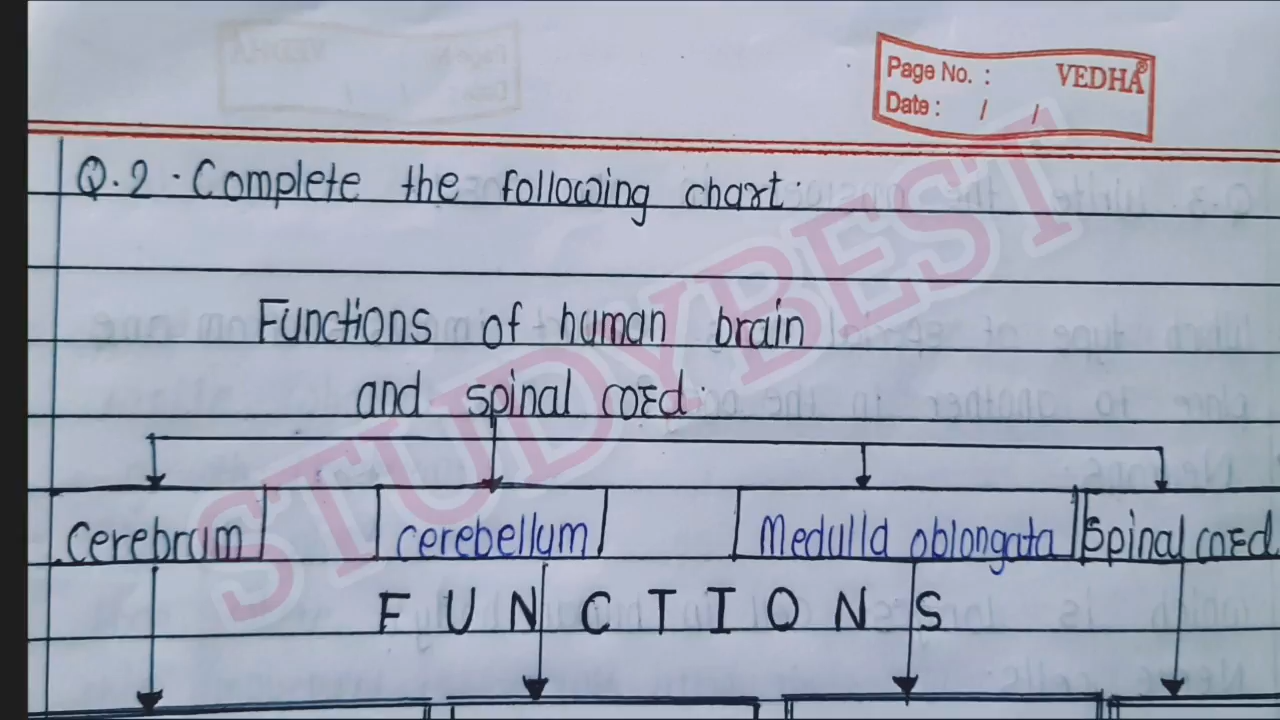 Page No. : VEDHA®
Date : / /
Q.2. Complete the following chart.
Functions of human brain
and spinal cord.
Cerebrum cerebellum Medulla oblongata Spinal cord
FUNCTIONS
STUDYBEST